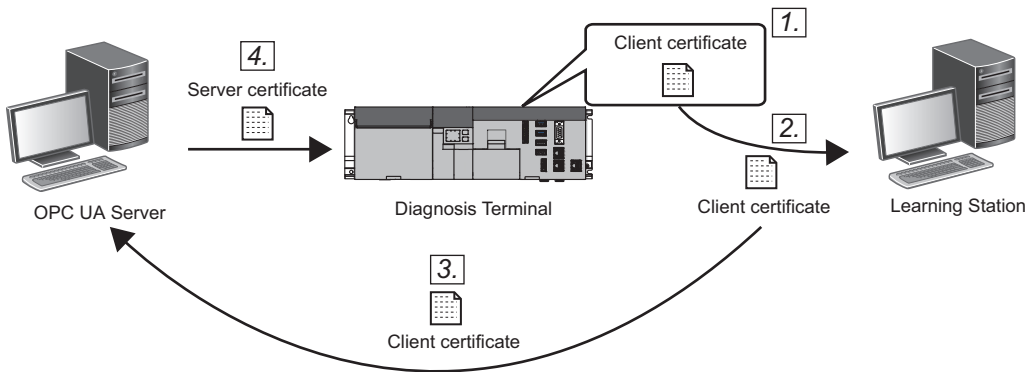 1.
Client certificate
4.
Server certificate
2.
Client certificate
OPC UA Server
Diagnosis Terminal
Learning Station
3.
Client certificate